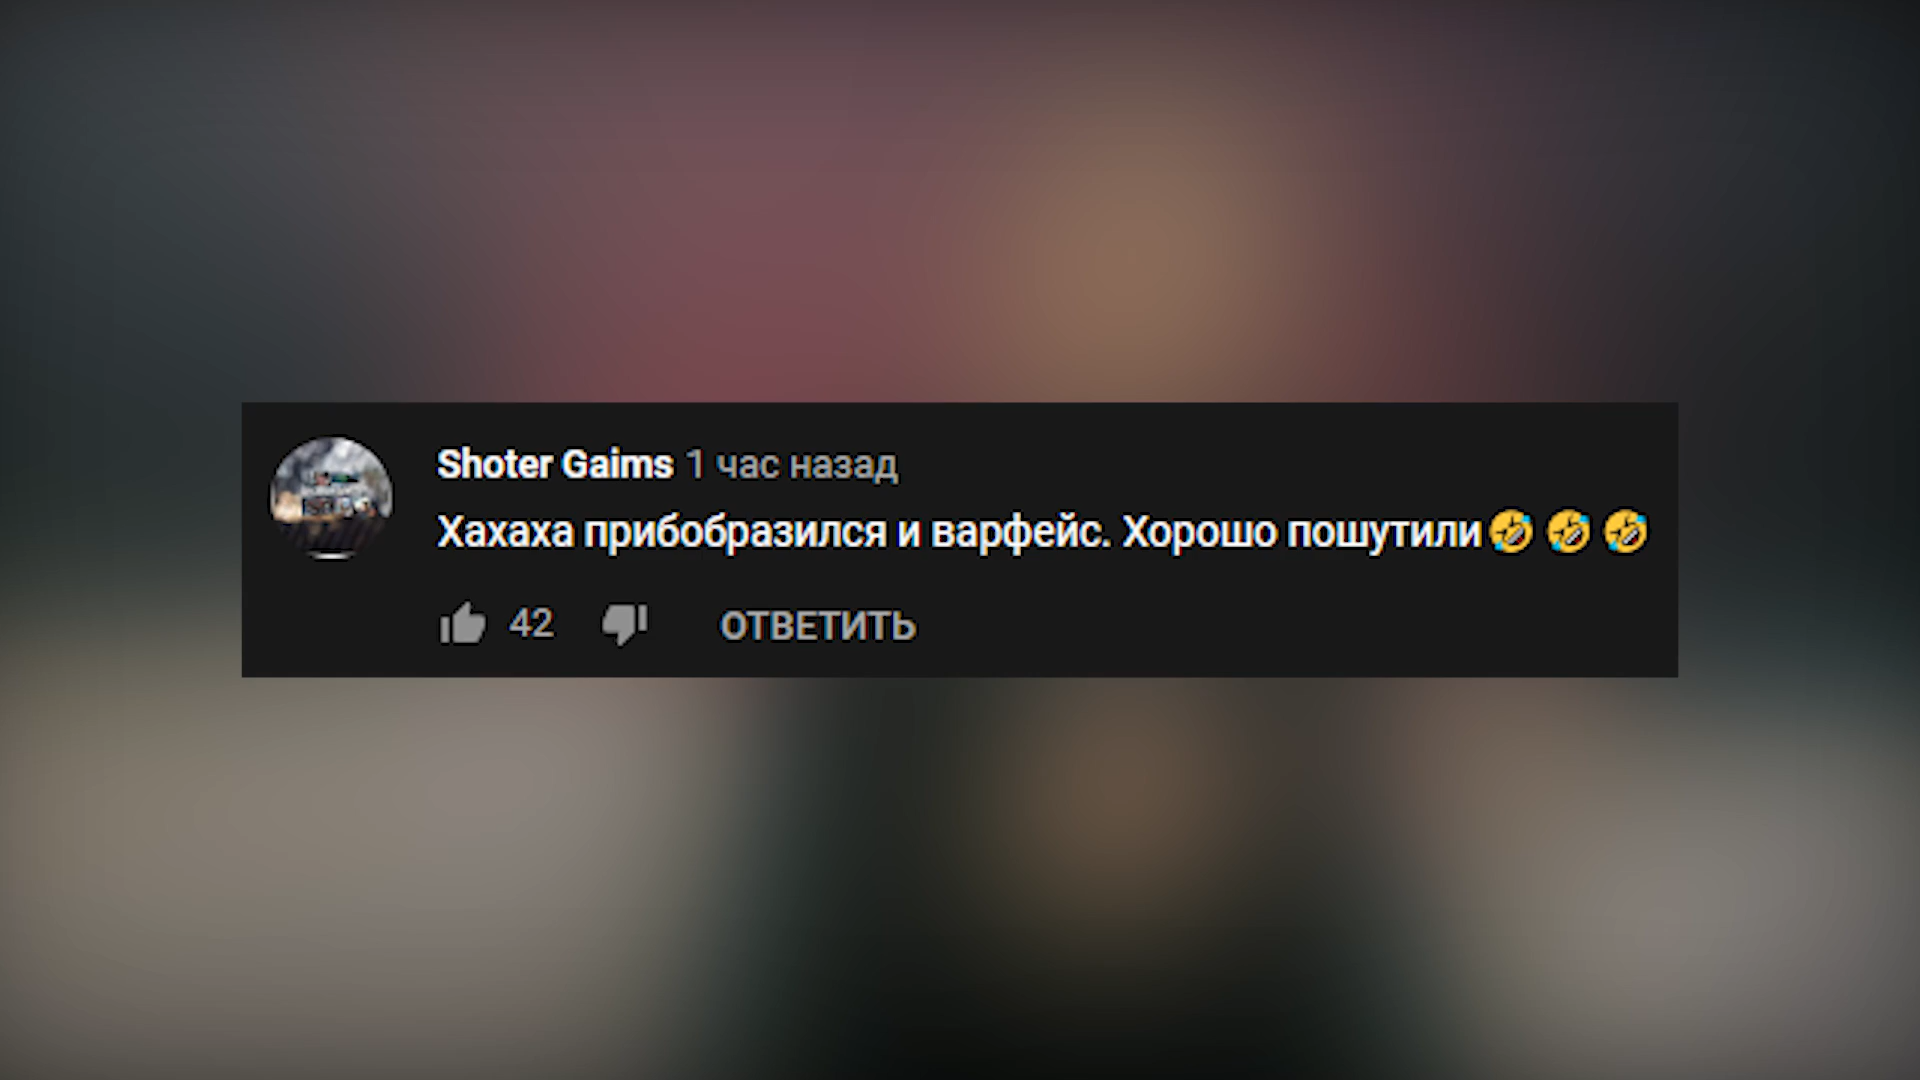 Shoter Gaims 1 час назад
Хахаха прибобразился и варфейс. Хорошо пошутили🤣🤣🤣
42 ОТВЕТИТЬ